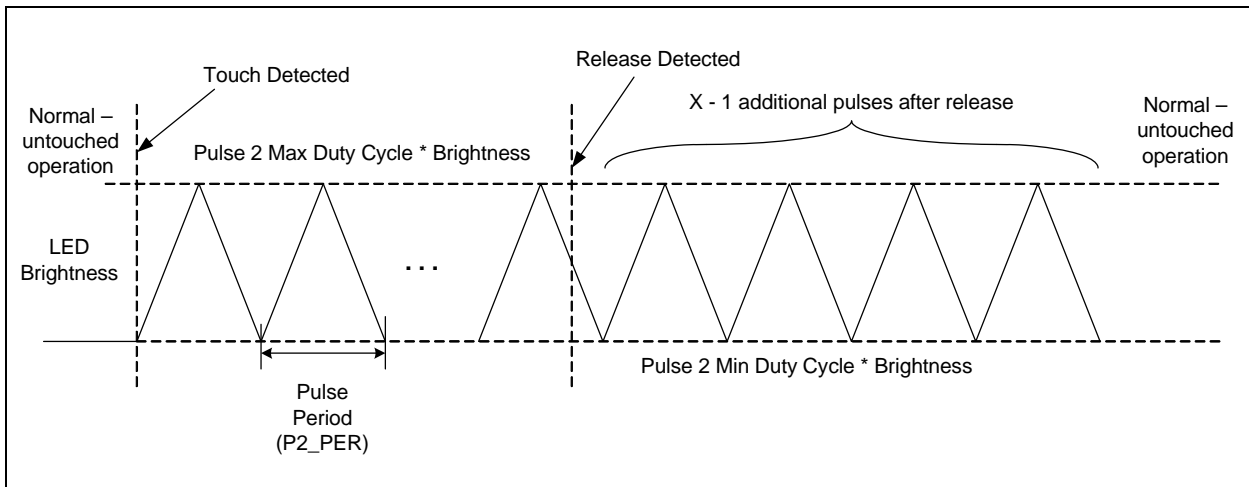 Touch Detected
Release Detected
X - 1 additional pulses after release
Normal –
untouched
operation
Normal –
untouched
operation
Pulse 2 Max Duty Cycle * Brightness
LED
Brightness
...
Pulse 2 Min Duty Cycle * Brightness
Pulse
Period
(P2_PER)